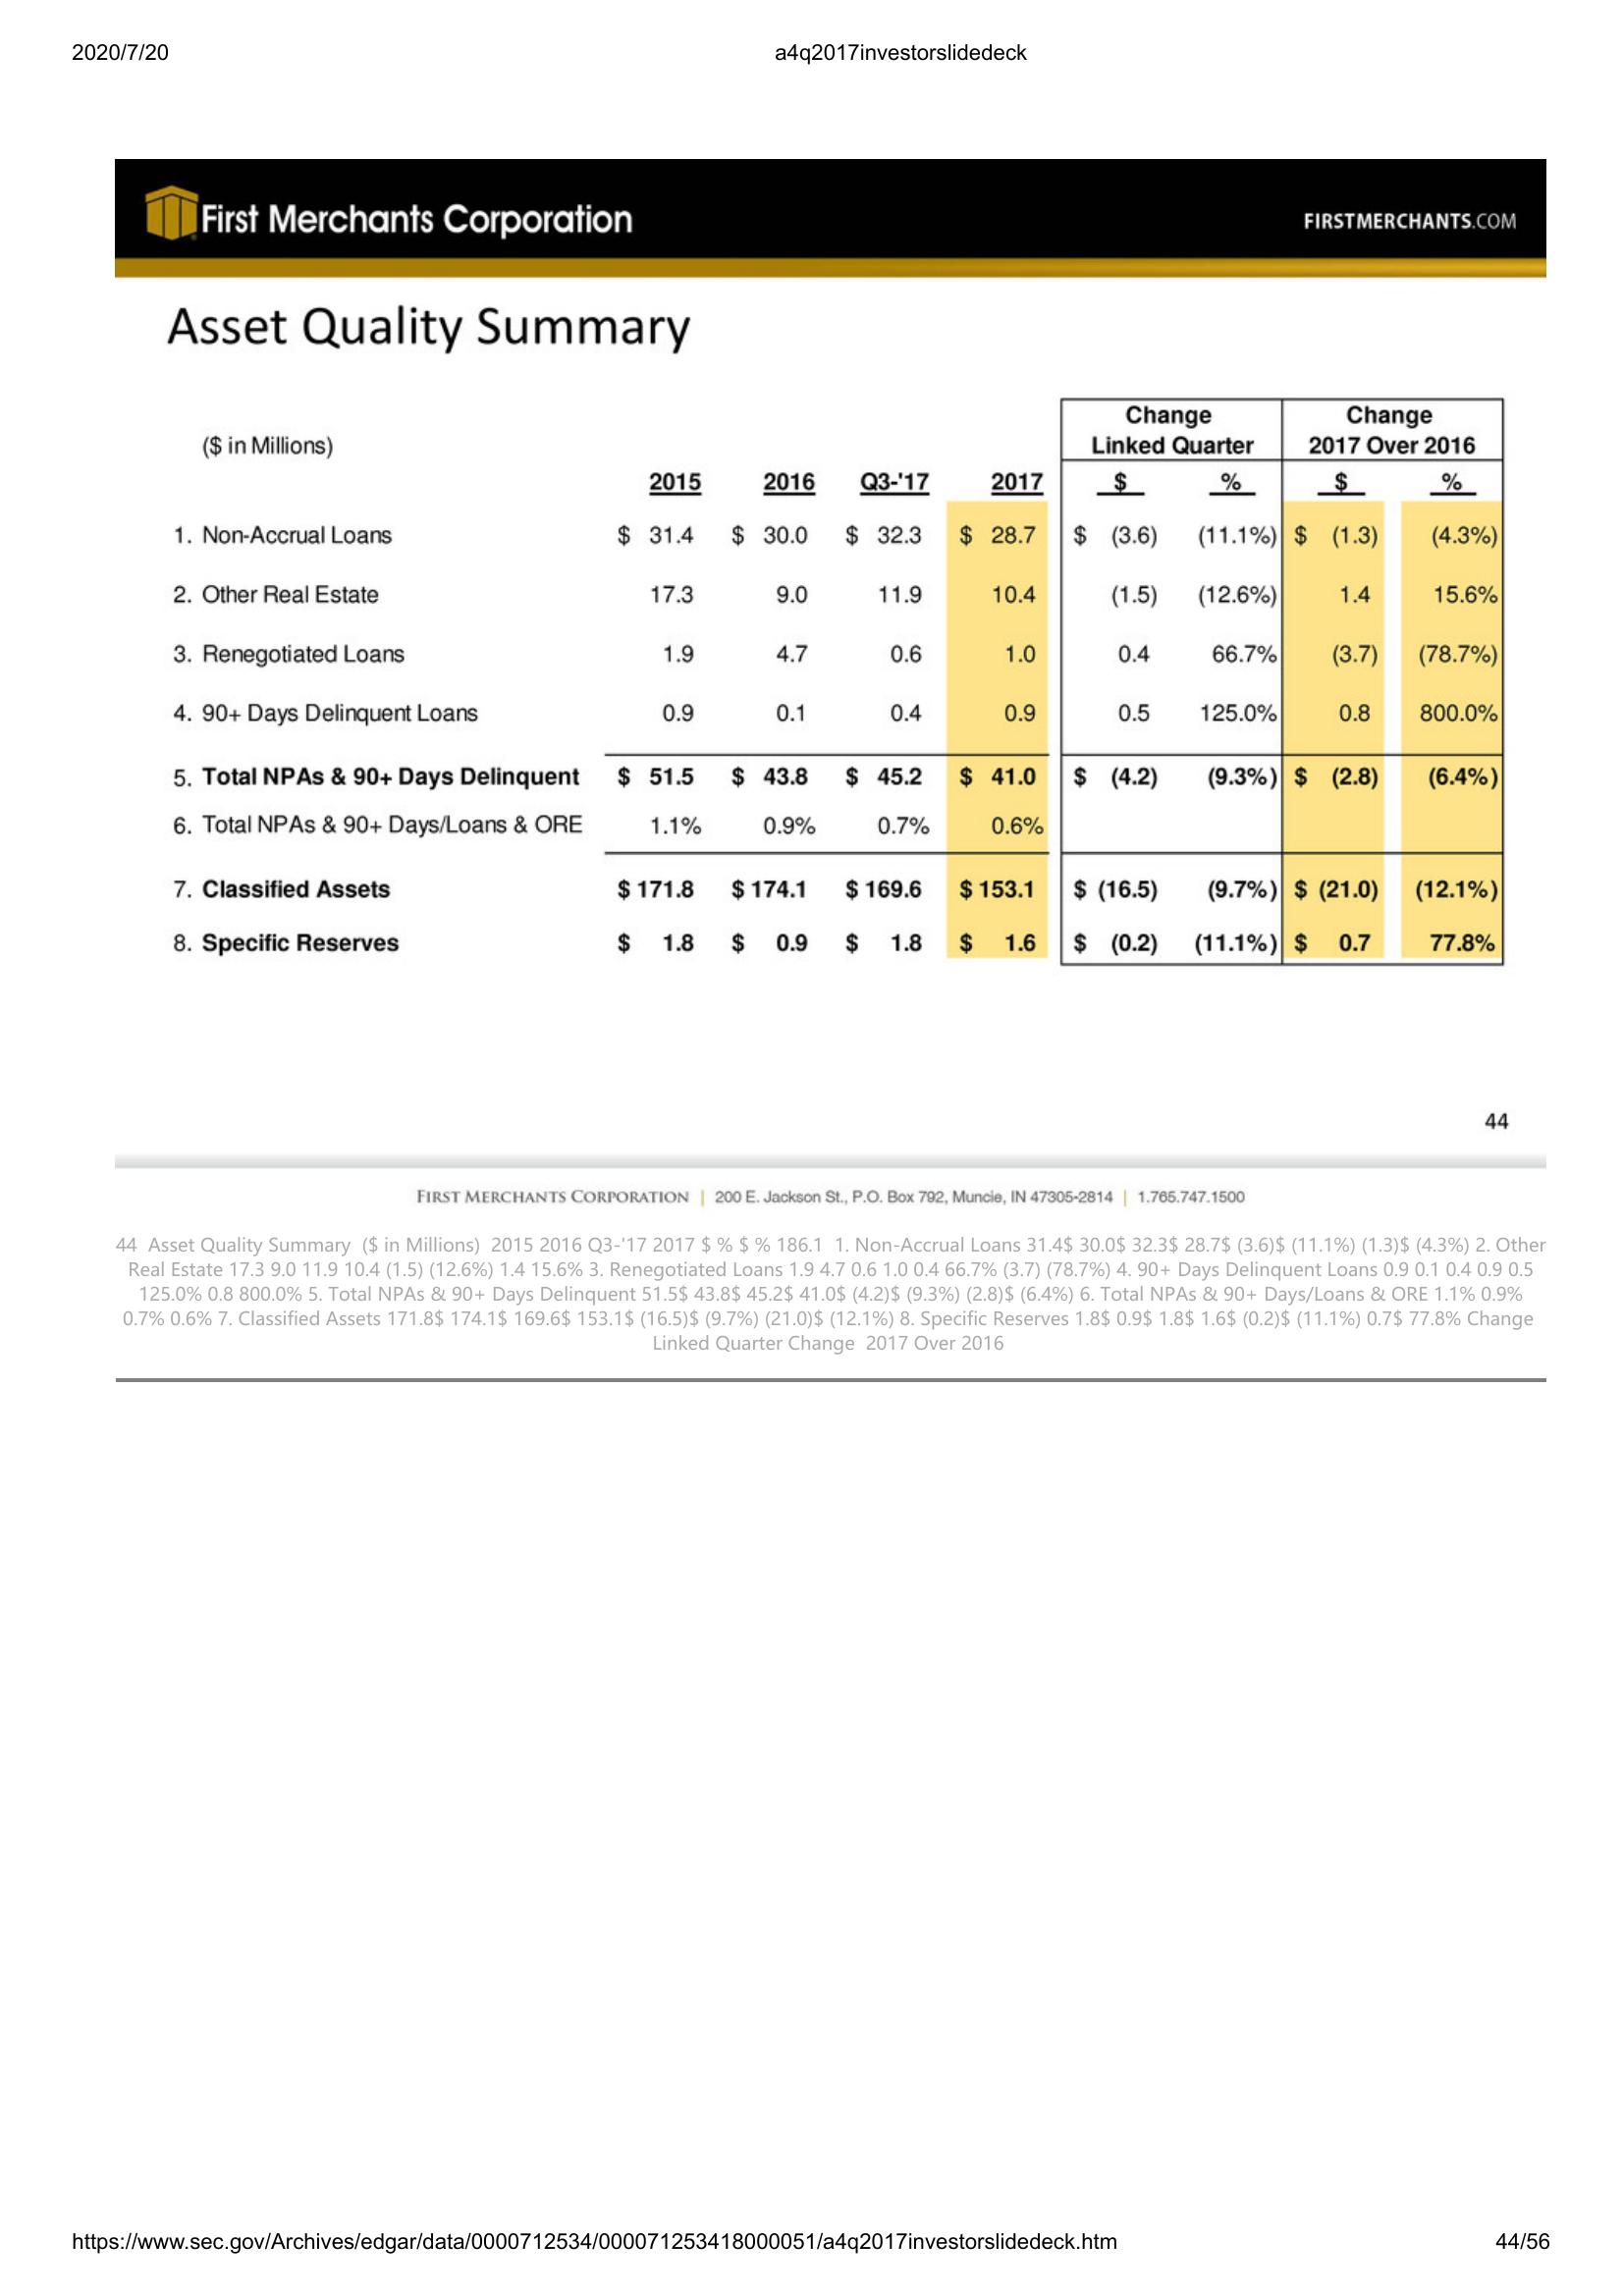 2020/7/20 a4q2017investorslidedeck
First Merchants Corporation FIRSTMERCHANTS.COM
Asset Quality Summary
Change Change
($ in Millions) Linked Quarter 2017 Over 2016
2015 2016 Q3-'17 2017 $ % $ %
1. Non-Accrual Loans $ 31.4 $ 30.0 $ 32.3 $ 28.7 $ (3.6) (11.1%) $ (1.3) (4.3%)
2. Other Real Estate 17.3 9.0 11.9 10.4 (1.5) (12.6%) 1.4 15.6%
3. Renegotiated Loans 1.9 4.7 0.6 1.0 0.4 66.7% (3.7) (78.7%)
4. 90+ Days Delinquent Loans 0.9 0.1 0.4 0.9 0.5 125.0% 0.8 800.0%
5. Total NPAs & 90+ Days Delinquent $ 51.5 $ 43.8 $ 45.2 $ 41.0 $ (4.2) (9.3%) $ (2.8) (6.4%)
6. Total NPAs & 90+ Days/Loans & ORE 1.1% 0.9% 0.7% 0.6%
7. Classified Assets $ 171.8 $ 174.1 $ 169.6 $ 153.1 $ (16.5) (9.7%) $ (21.0) (12.1%)
8. Specific Reserves $ 1.8 $ 0.9 $ 1.8 $ 1.6 $ (0.2) (11.1%) $ 0.7 77.8%
44
FIRST MERCHANTS CORPORATION | 200 E. Jackson St., P.O. Box 792, Muncie, IN 47305-2814 | 1.765.747.1500
44 Asset Quality Summary ($ in Millions) 2015 2016 Q3-'17 2017 $ % $ % 186.1 1. Non-Accrual Loans 31.4$ 30.0$ 32.3$ 28.7$ (3.6)$ (11.1%) (1.3)$ (4.3%) 2. Other
Real Estate 17.3 9.0 11.9 10.4 (1.5) (12.6%) 1.4 15.6% 3. Renegotiated Loans 1.9 4.7 0.6 1.0 0.4 66.7% (3.7) (78.7%) 4. 90+ Days Delinquent Loans 0.9 0.1 0.4 0.9 0.5
125.0% 0.8 800.0% 5. Total NPAs & 90+ Days Delinquent 51.5$ 43.8$ 45.2$ 41.0$ (4.2)$ (9.3%) (2.8)$ (6.4%) 6. Total NPAs & 90+ Days/Loans & ORE 1.1% 0.9%
0.7% 0.6% 7. Classified Assets 171.8$ 174.1$ 169.6$ 153.1$ (16.5)$ (9.7%) (21.0)$ (12.1%) 8. Specific Reserves 1.8$ 0.9$ 1.8$ 1.6$ (0.2)$ (11.1%) 0.7$ 77.8% Change
Linked Quarter Change 2017 Over 2016
https://www.sec.gov/Archives/edgar/data/0000712534/000071253418000051/a4q2017investorslidedeck.htm 44/56